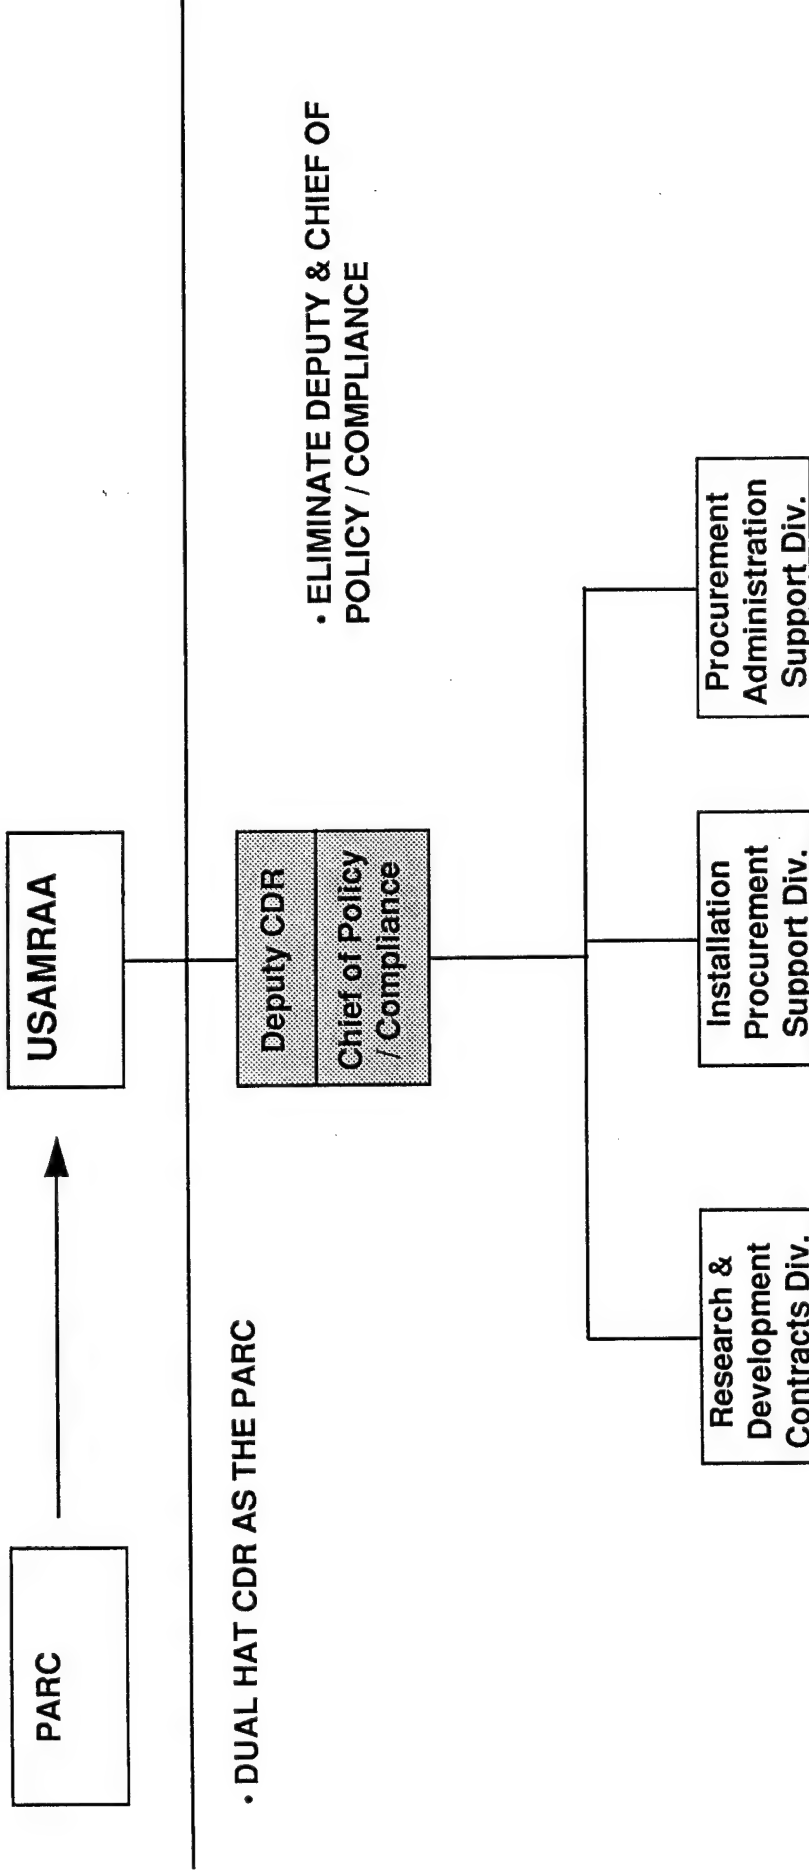 PARC
USAMRAA
• DUAL HAT CDR AS THE PARC
Deputy CDR
Chief of Policy
/ Compliance
• ELIMINATE DEPUTY & CHIEF OF
POLICY / COMPLIANCE
Research &
Development
Contracts Div.
Installation
Procurement
Support Div.
Procurement
Administration
Support Div.